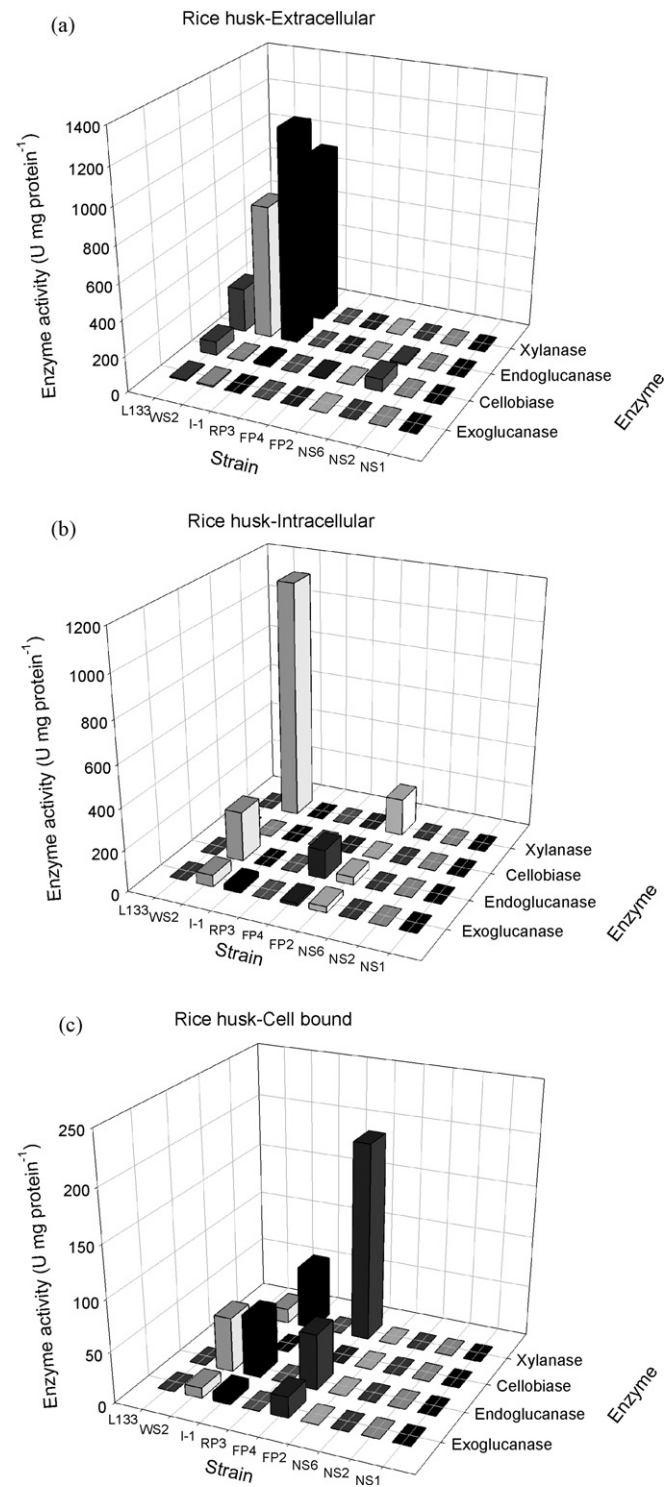 (a)
Rice husk-Extracellular
Enzyme activity (U mg protein⁻¹)
1400
1200
1000
800
600
400
200
0
L133
WS2
I-1
RP3
FP4
FP2
NS6
NS2
NS1
Strain
Xylanase
Endoglucanase
Cellobiase
Exoglucanase
Enzyme
(b)
Rice husk-Intracellular
Enzyme activity (U mg protein⁻¹)
1200
1000
800
600
400
200
0
L133
WS2
I-1
RP3
FP4
FP2
NS6
NS2
NS1
Strain
Xylanase
Cellobiase
Endoglucanase
Exoglucanase
Enzyme
(c)
Rice husk-Cell bound
Enzyme activity (U mg protein⁻¹)
250
200
150
100
50
0
L133
WS2
I-1
RP3
FP4
FP2
NS6
NS2
NS1
Strain
Xylanase
Cellobiase
Endoglucanase
Exoglucanase
Enzyme